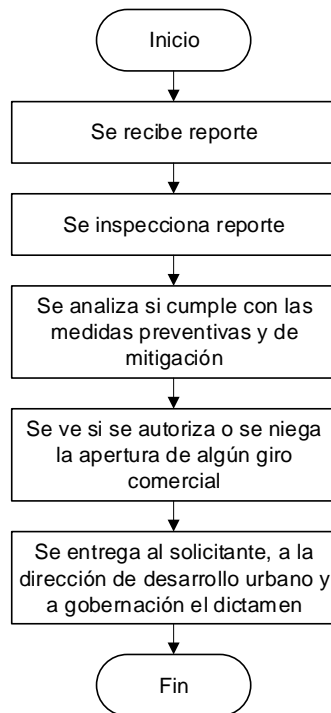 Inicio
Se recibe reporte
Se inspecciona reporte
Se analiza si cumple con las
medidas preventivas y de
mitigación
Se ve si se autoriza o se niega
la apertura de algún giro
comercial
Se entrega al solicitante, a la
dirección de desarrollo urbano y
a gobernación el dictamen
Fin